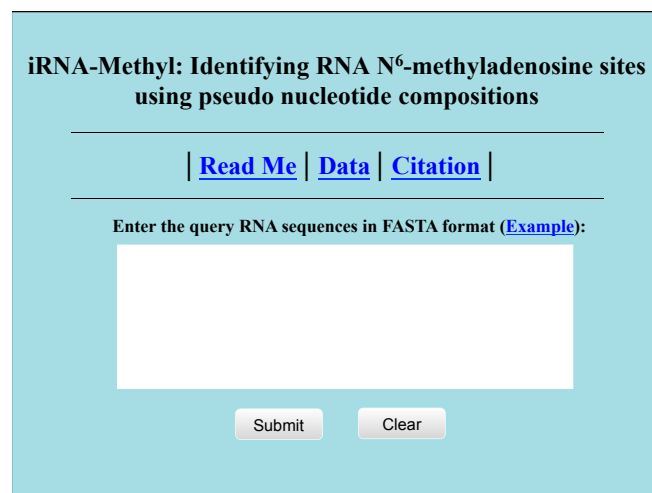 iRNA-Methyl: Identifying RNA N⁶-methyladenosine sites
using pseudo nucleotide compositions
| Read Me | Data | Citation |
Enter the query RNA sequences in FASTA format (Example):
Submit Clear